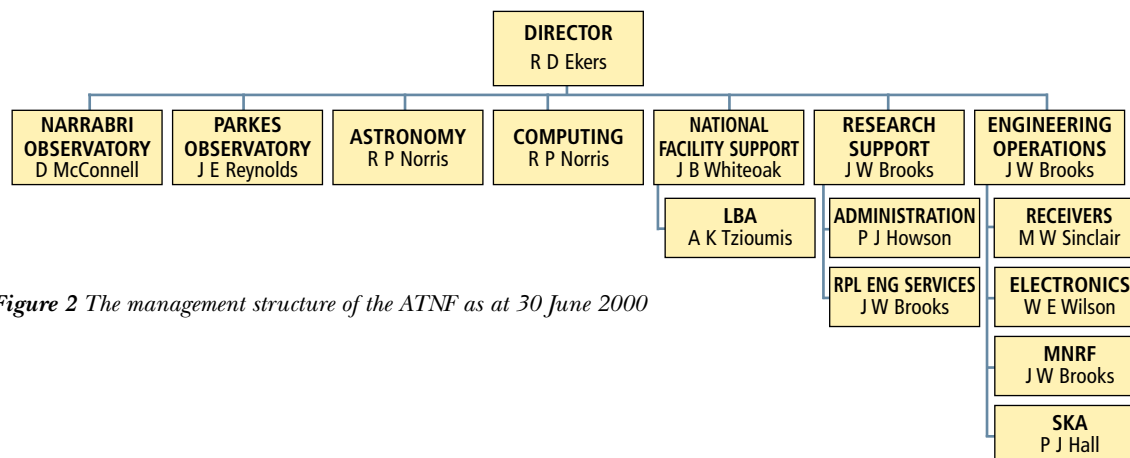 DIRECTOR
R D Ekers
NARRABRI
OBSERVATORY
D McConnell
PARKES
OBSERVATORY
J E Reynolds
ASTRONOMY
R P Norris
COMPUTING
R P Norris
NATIONAL
FACILITY SUPPORT
J B Whiteoak
RESEARCH
SUPPORT
J W Brooks
ENGINEERING
OPERATIONS
J W Brooks
LBA
A K Tzioumis
ADMINISTRATION
P J Howson
RPL ENG SERVICES
J W Brooks
RECEIVERS
M W Sinclair
ELECTRONICS
W E Wilson
MNRF
J W Brooks
SKA
P J Hall
Figure 2 The management structure of the ATNF as at 30 June 2000